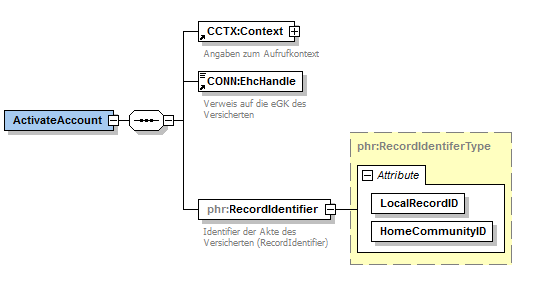 CCTX:Context
Angaben zum Aufrufkontext
CONN:EhcHandle
Verweis auf die eGK des
Versicherten
ActivateAccount
phr:RecordIdentiferType
Attribute
LocalRecordID
phr:RecordIdentifier
HomeCommunityID
Identifier der Akte des
Versicherten (RecordIdentifier)